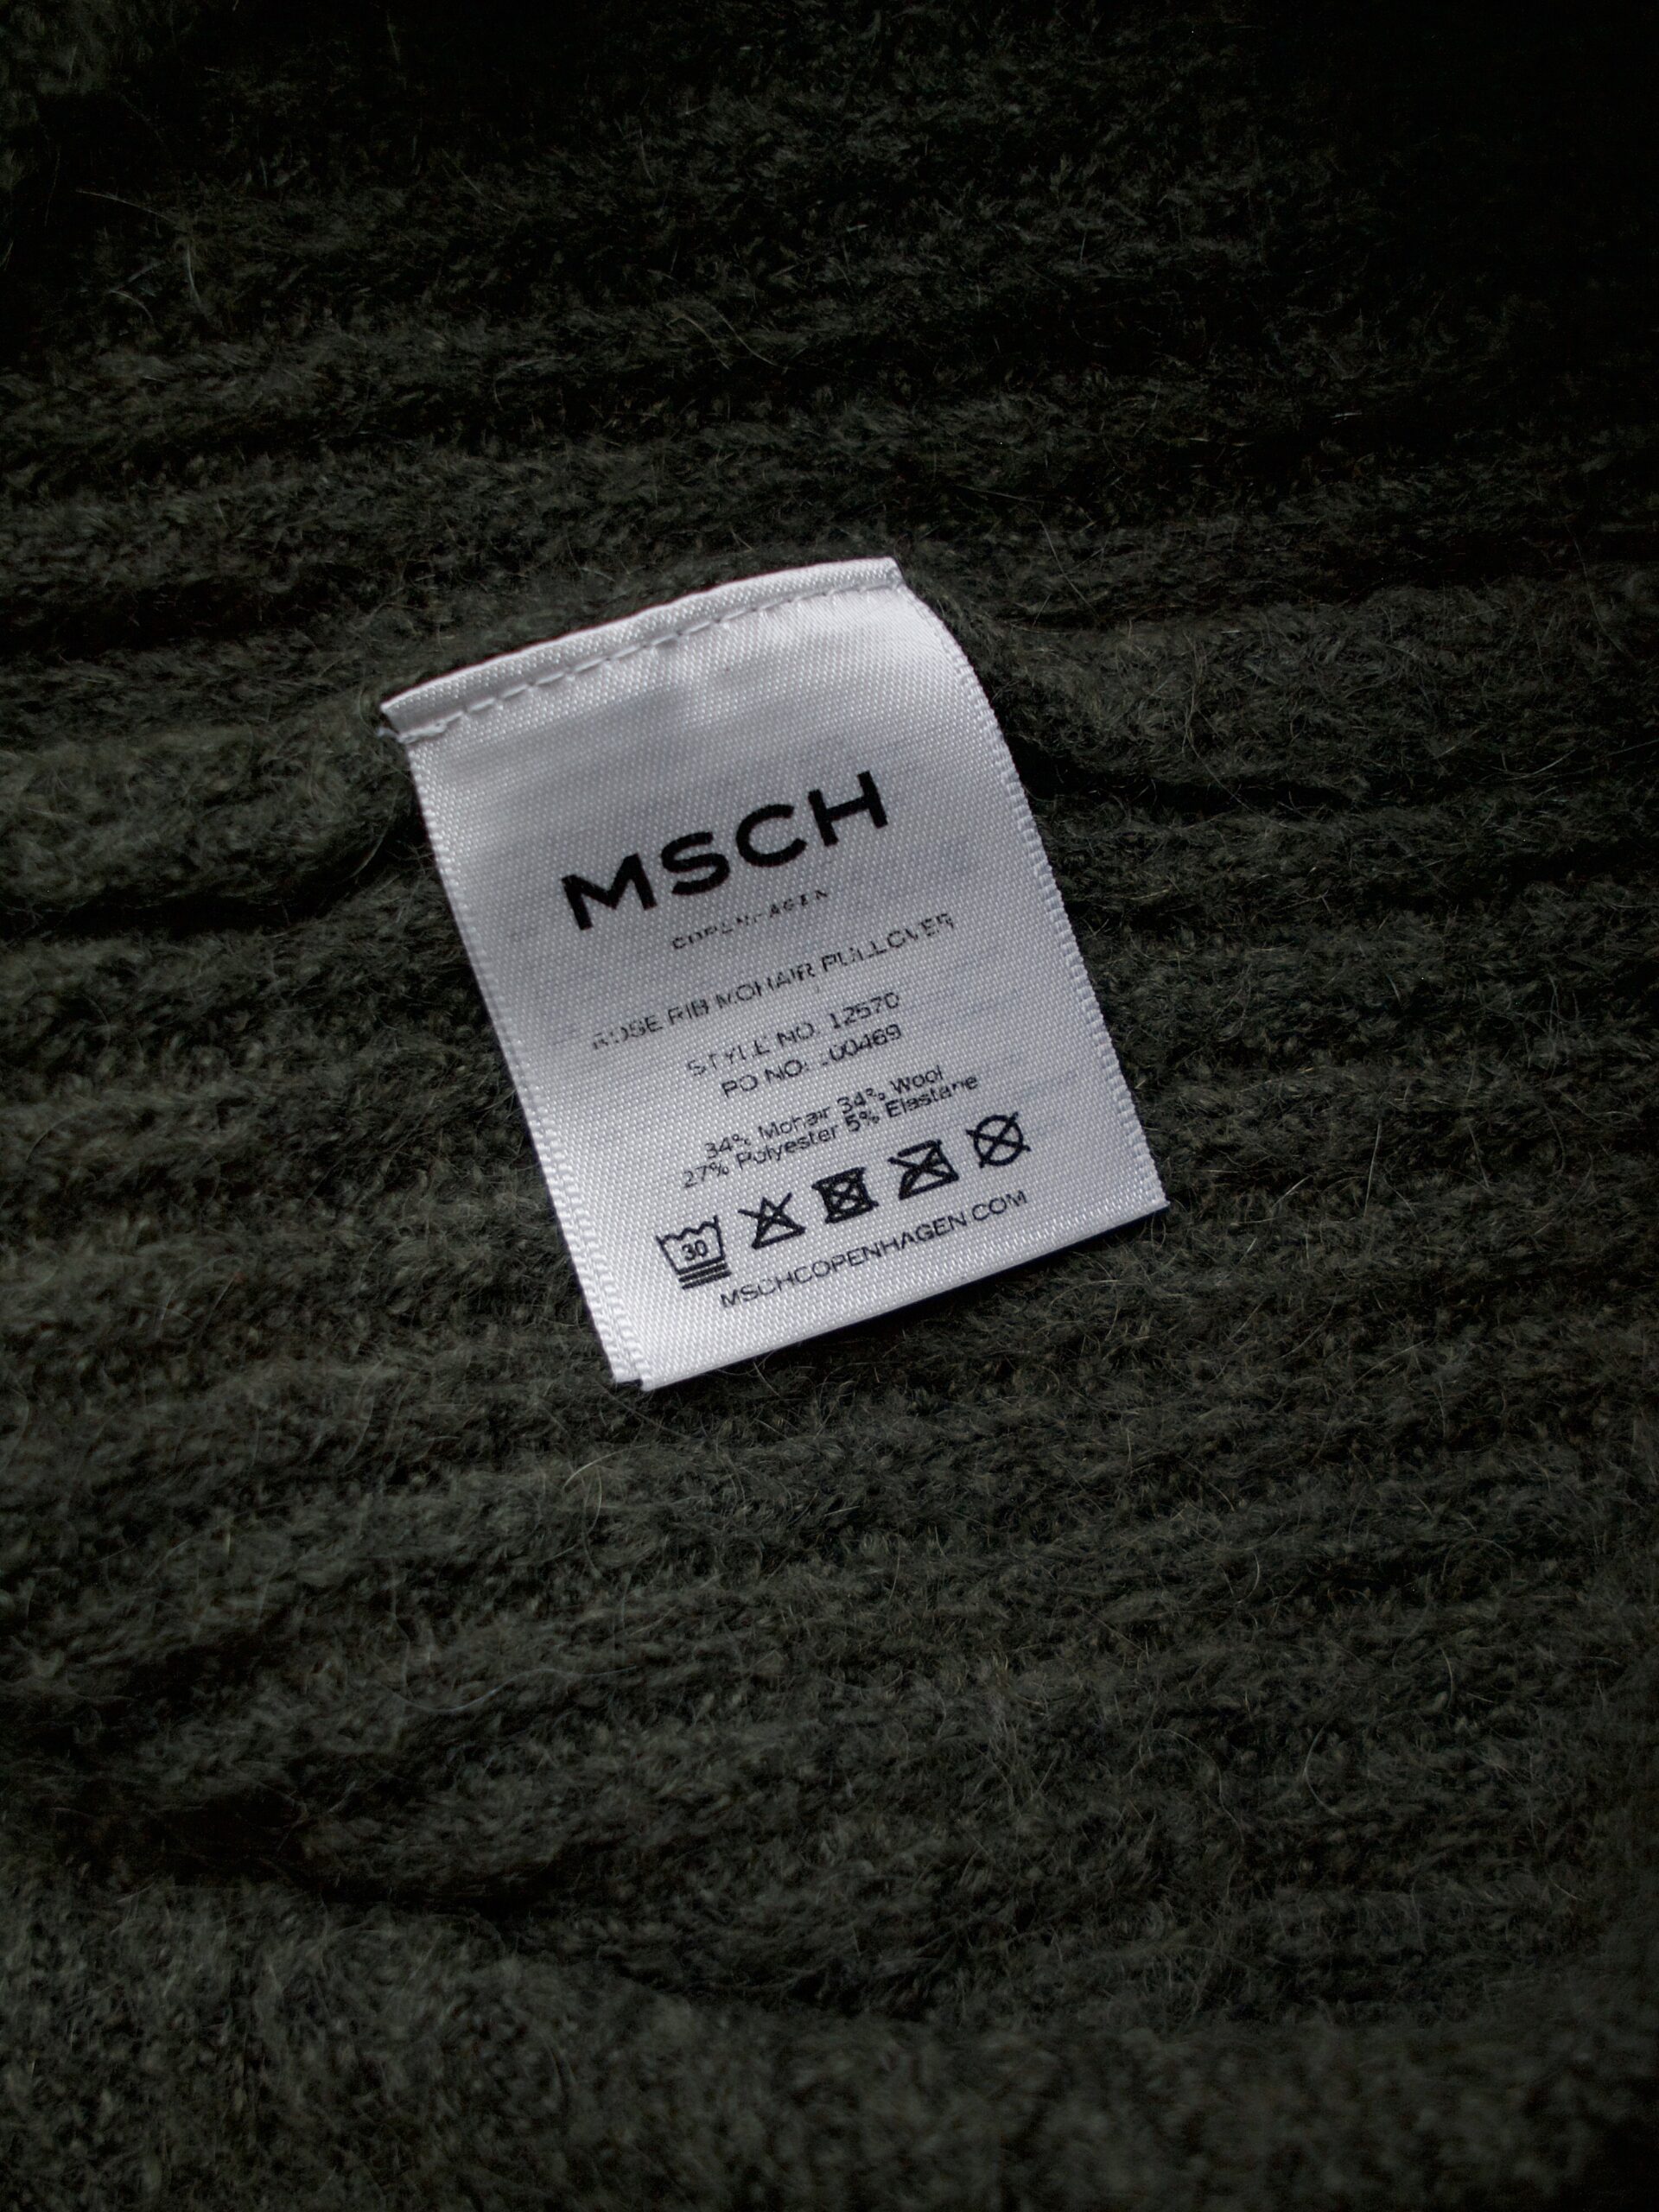 MSCH
COPENHAGEN
ROSE RIB MOHAIR PULLOVER
STYLE NO. 12570
PO NO:
34% Mohair 34% Wool
27% Polyester 5% Elastane
30
MSCHCOPENHAGEN.COM